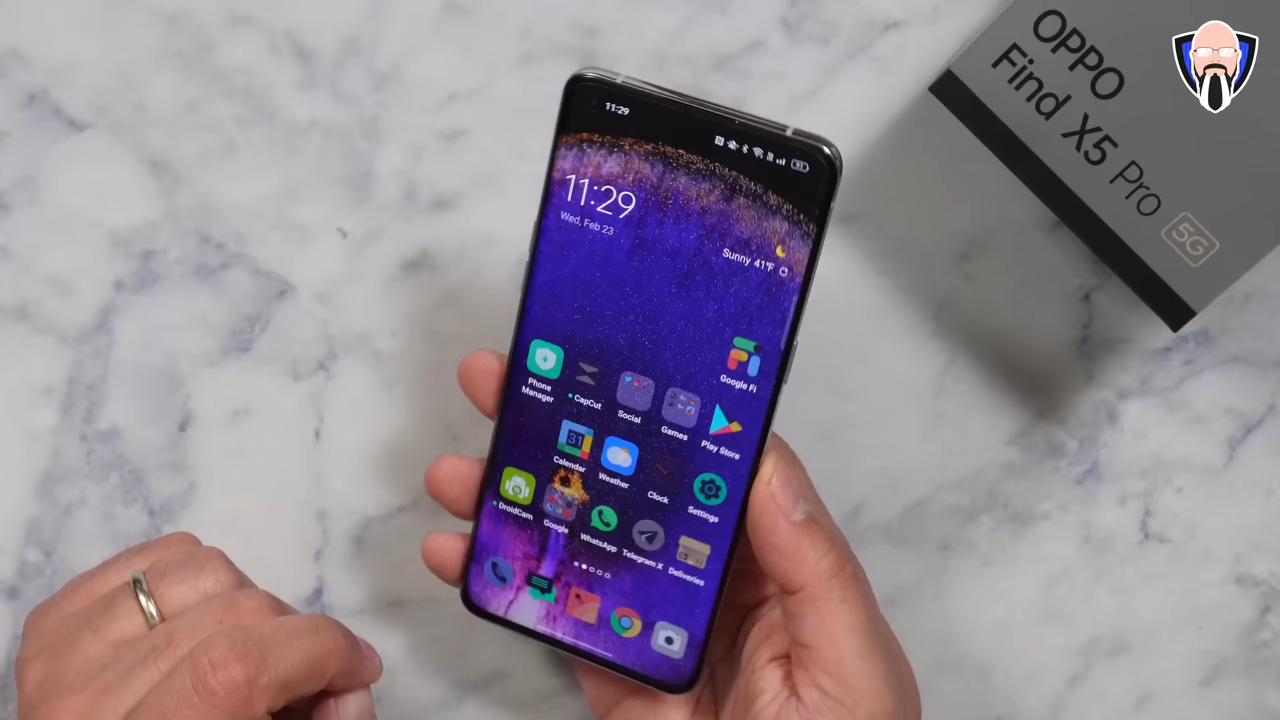 OPPO
Find X5 Pro
5G
11:29
11:29
Wed, Feb 23
Sunny 41°F
Google Fi
Phone
Manager
CapCut
Social
Games
Play Store
31
Calendar
Weather
Clock
Settings
DroidCam
Google
WhatsApp
Telegram X
Deliveries